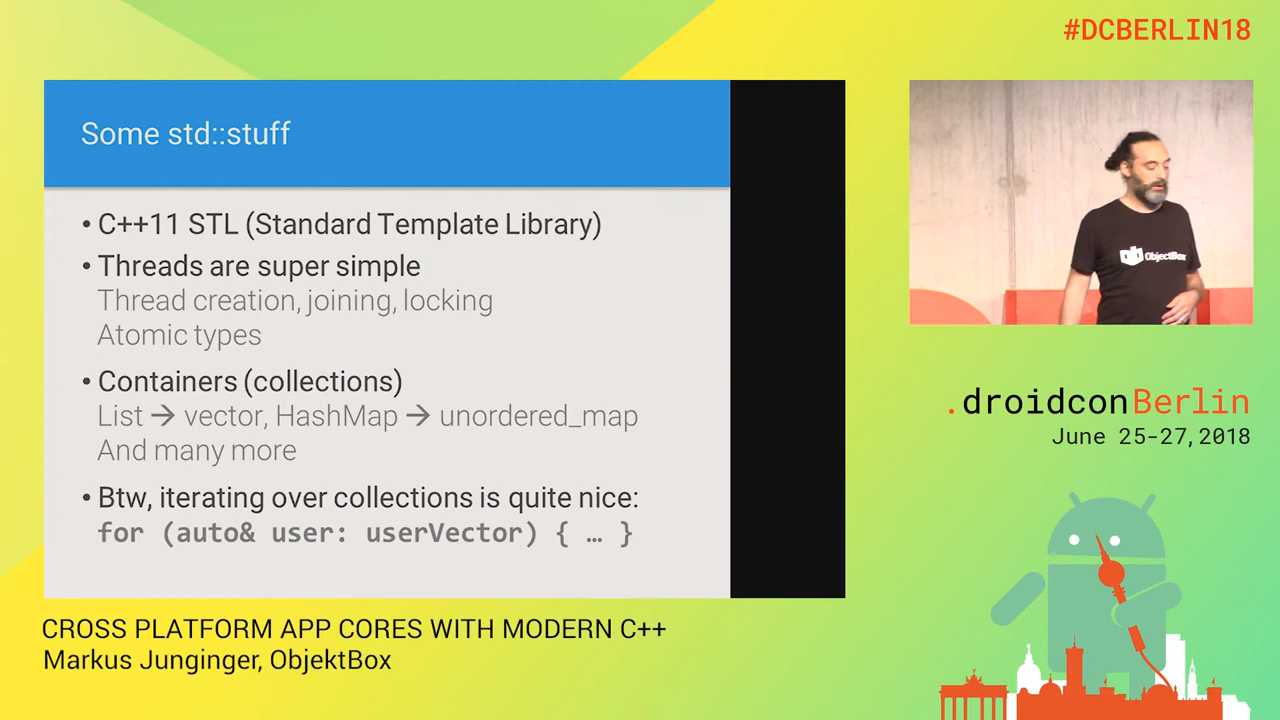 #DCBERLIN18
Some std::stuff
• C++11 STL (Standard Template Library)
• Threads are super simple
Thread creation, joining, locking
Atomic types
• Containers (collections)
List → vector, HashMap → unordered_map
And many more
• Btw, iterating over collections is quite nice:
for (auto& user: userVector) { … }
ObjectBox
.droidconBerlin
June 25-27, 2018
CROSS PLATFORM APP CORES WITH MODERN C++
Markus Junginger, ObjektBox